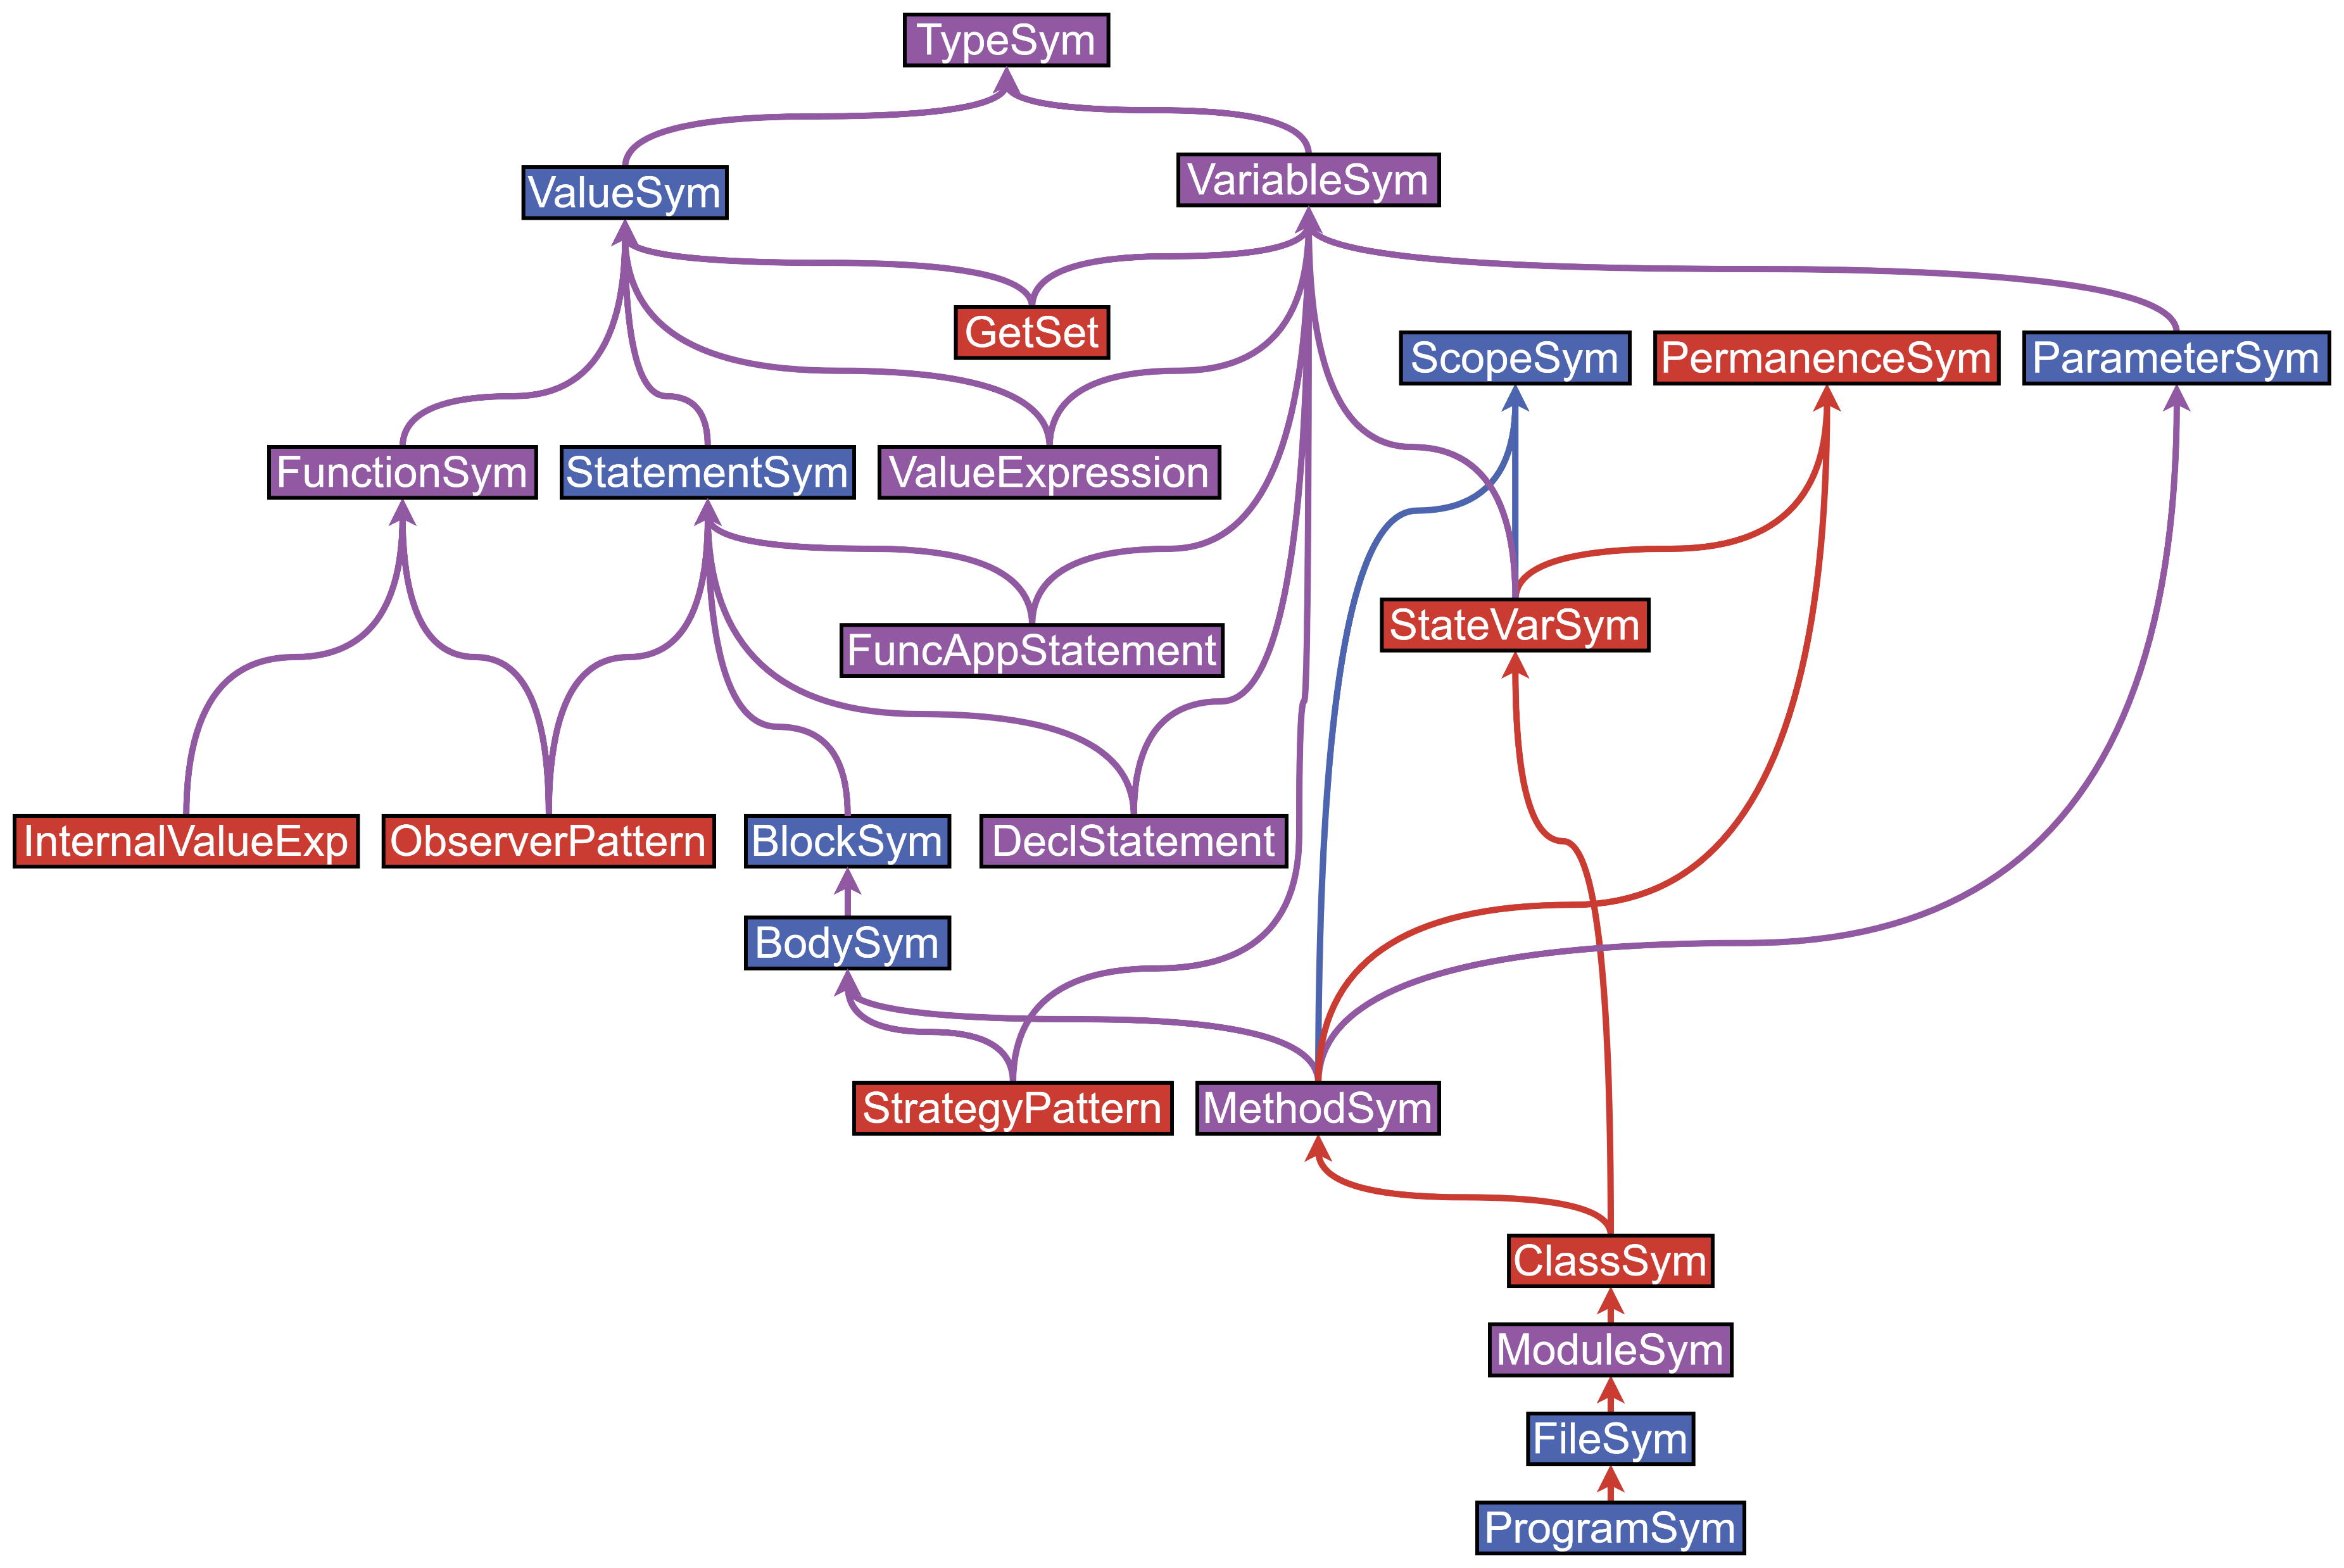 TypeSym
ValueSym
VariableSym
GetSet
ScopeSym
PermanenceSym
ParameterSym
FunctionSym
StatementSym
ValueExpression
StateVarSym
FuncAppStatement
InternalValueExp
ObserverPattern
BlockSym
DeclStatement
BodySym
StrategyPattern
MethodSym
ClassSym
ModuleSym
FileSym
ProgramSym